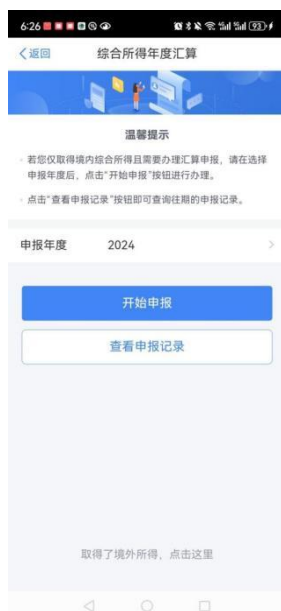 6:26
93
返回
综合所得年度汇算
温馨提示
若您仅取得境内综合所得且需要办理汇算申报，请在选择
申报年度后，点击“开始申报”按钮进行办理。
点击“查看申报记录”按钮即可查询往期的申报记录。
申报年度 2024
开始申报
查看申报记录
取得了境外所得，点击这里